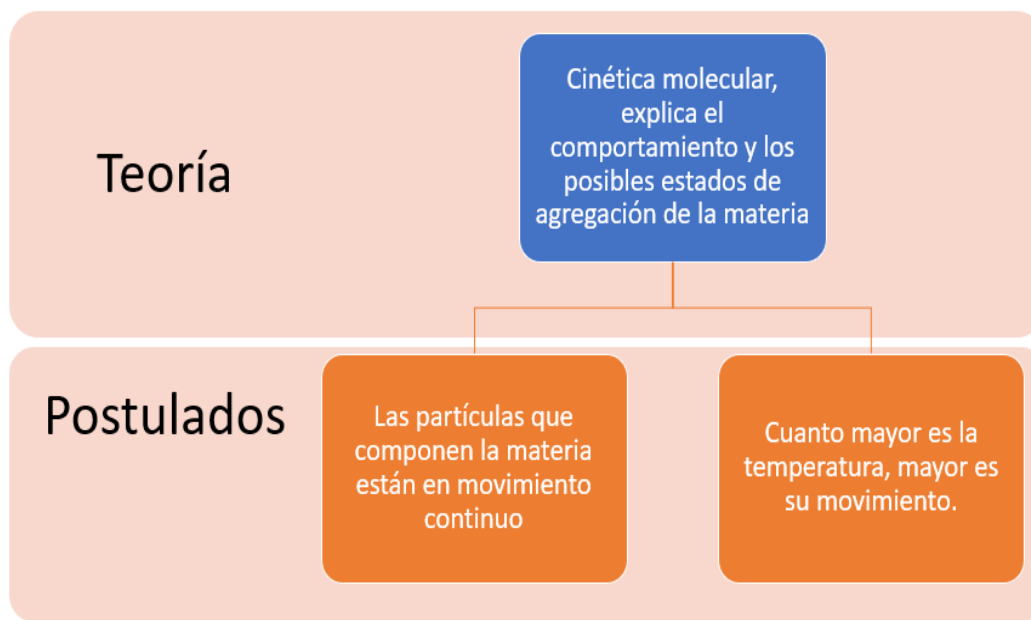 Teoría
Cinética molecular,
explica el
comportamiento y los
posibles estados de
agregación de la materia
Postulados
Las partículas que
componen la materia
están en movimiento
continuo
Cuanto mayor es la
temperatura, mayor es
su movimiento.